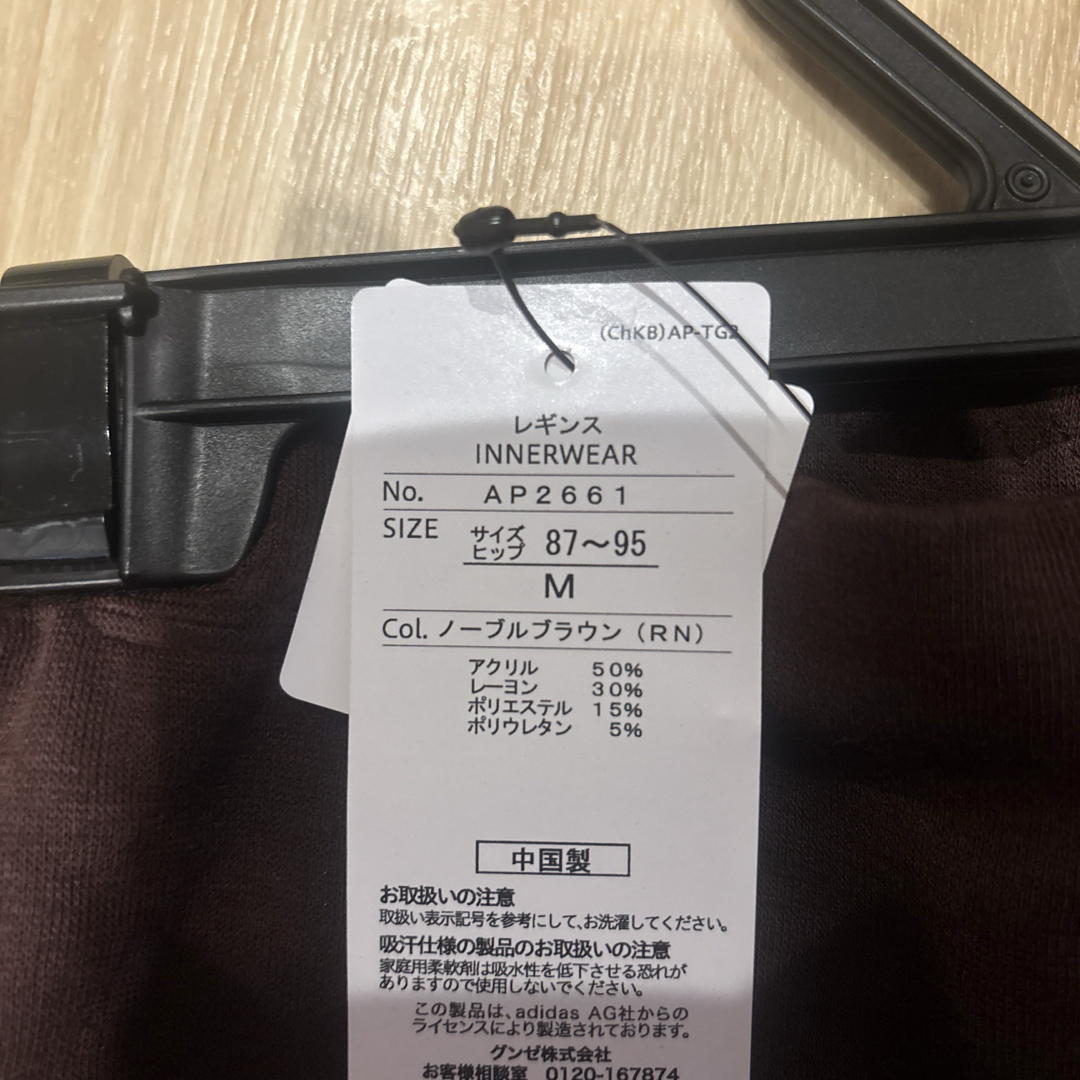 (ChKB)AP-TG2
レギンス
INNERWEAR
No. AP2661
SIZE サイズ ヒップ 87〜95
M
Col. ノーブルブラウン（RN）
アクリル 50%
レーヨン 30%
ポリエステル 15%
ポリウレタン 5%
中国製
お取扱いの注意
取扱い表示記号を参考にして、お洗濯してください。
吸汗仕様の製品のお取扱いの注意
家庭用柔軟剤は吸水性を低下させる恐れが
ありますので使用しないでください。
この製品は、adidas AG社からの
ライセンスにより製造されております。
グンゼ株式会社
お客様相談室 0120-167874